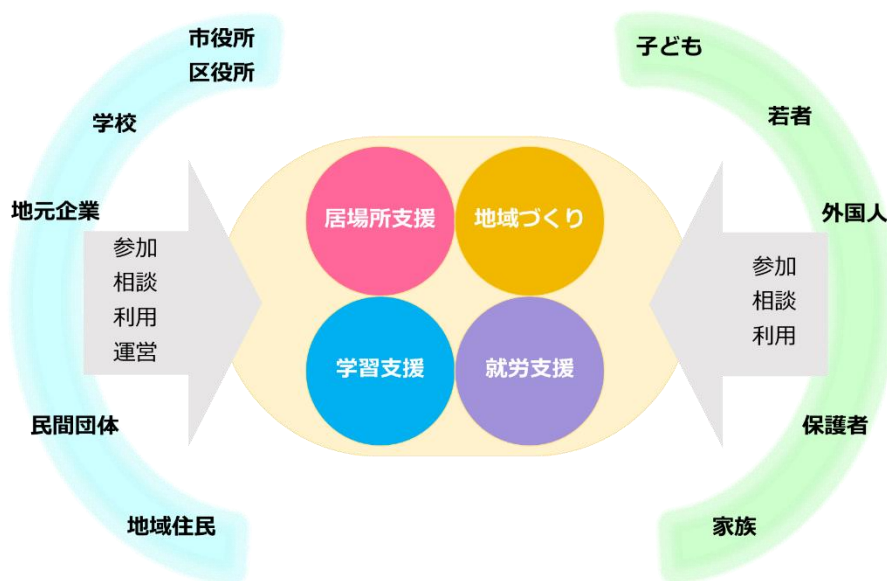 市役所
区役所
学校
地元企業
参加
相談
利用
運営
民間団体
地域住民
居場所支援
地域づくり
学習支援
就労支援
子ども
若者
外国人
参加
相談
利用
保護者
家族